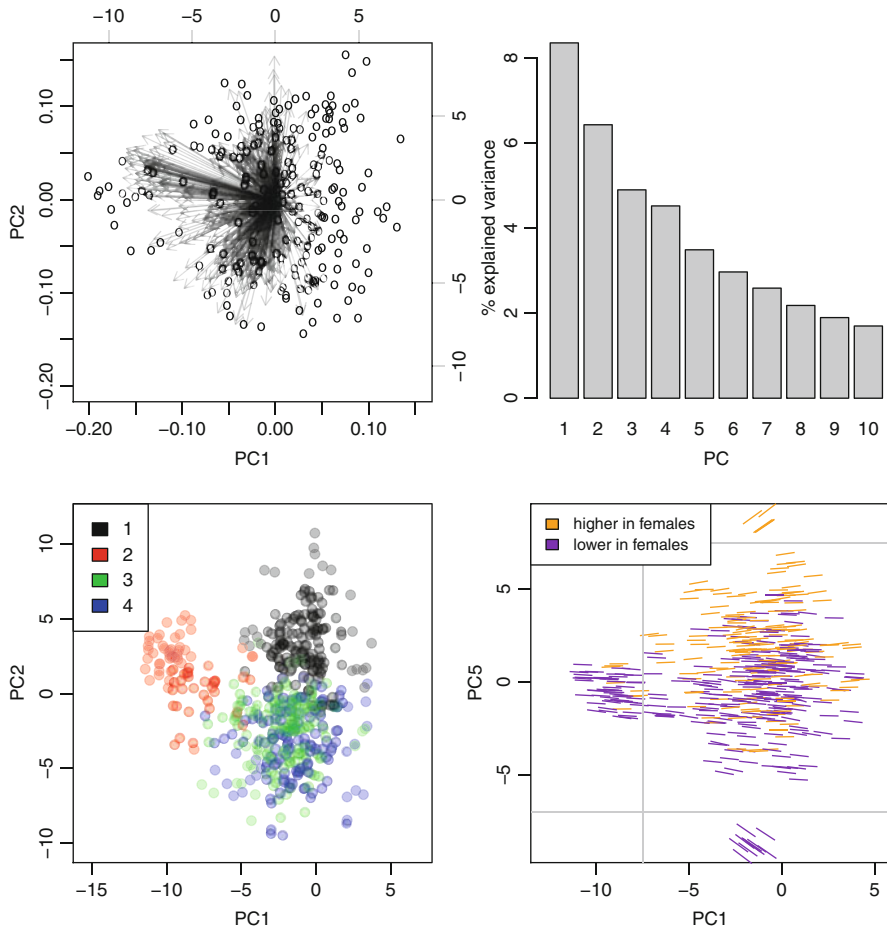 −10 −5 0 5
PC2
−0.20 −0.10 0.00 0.10
−10 −5 0 5
−0.20 −0.10 0.00 0.10
PC1
% explained variance
0 2 4 6 8
1 2 3 4 5 6 7 8 9 10
PC
1
2
3
4
PC2
10
5
0
−5
−10
−15 −10 −5 0 5
PC1
higher in females
lower in females
PC5
5
0
−5
−10 −5 0 5
PC1